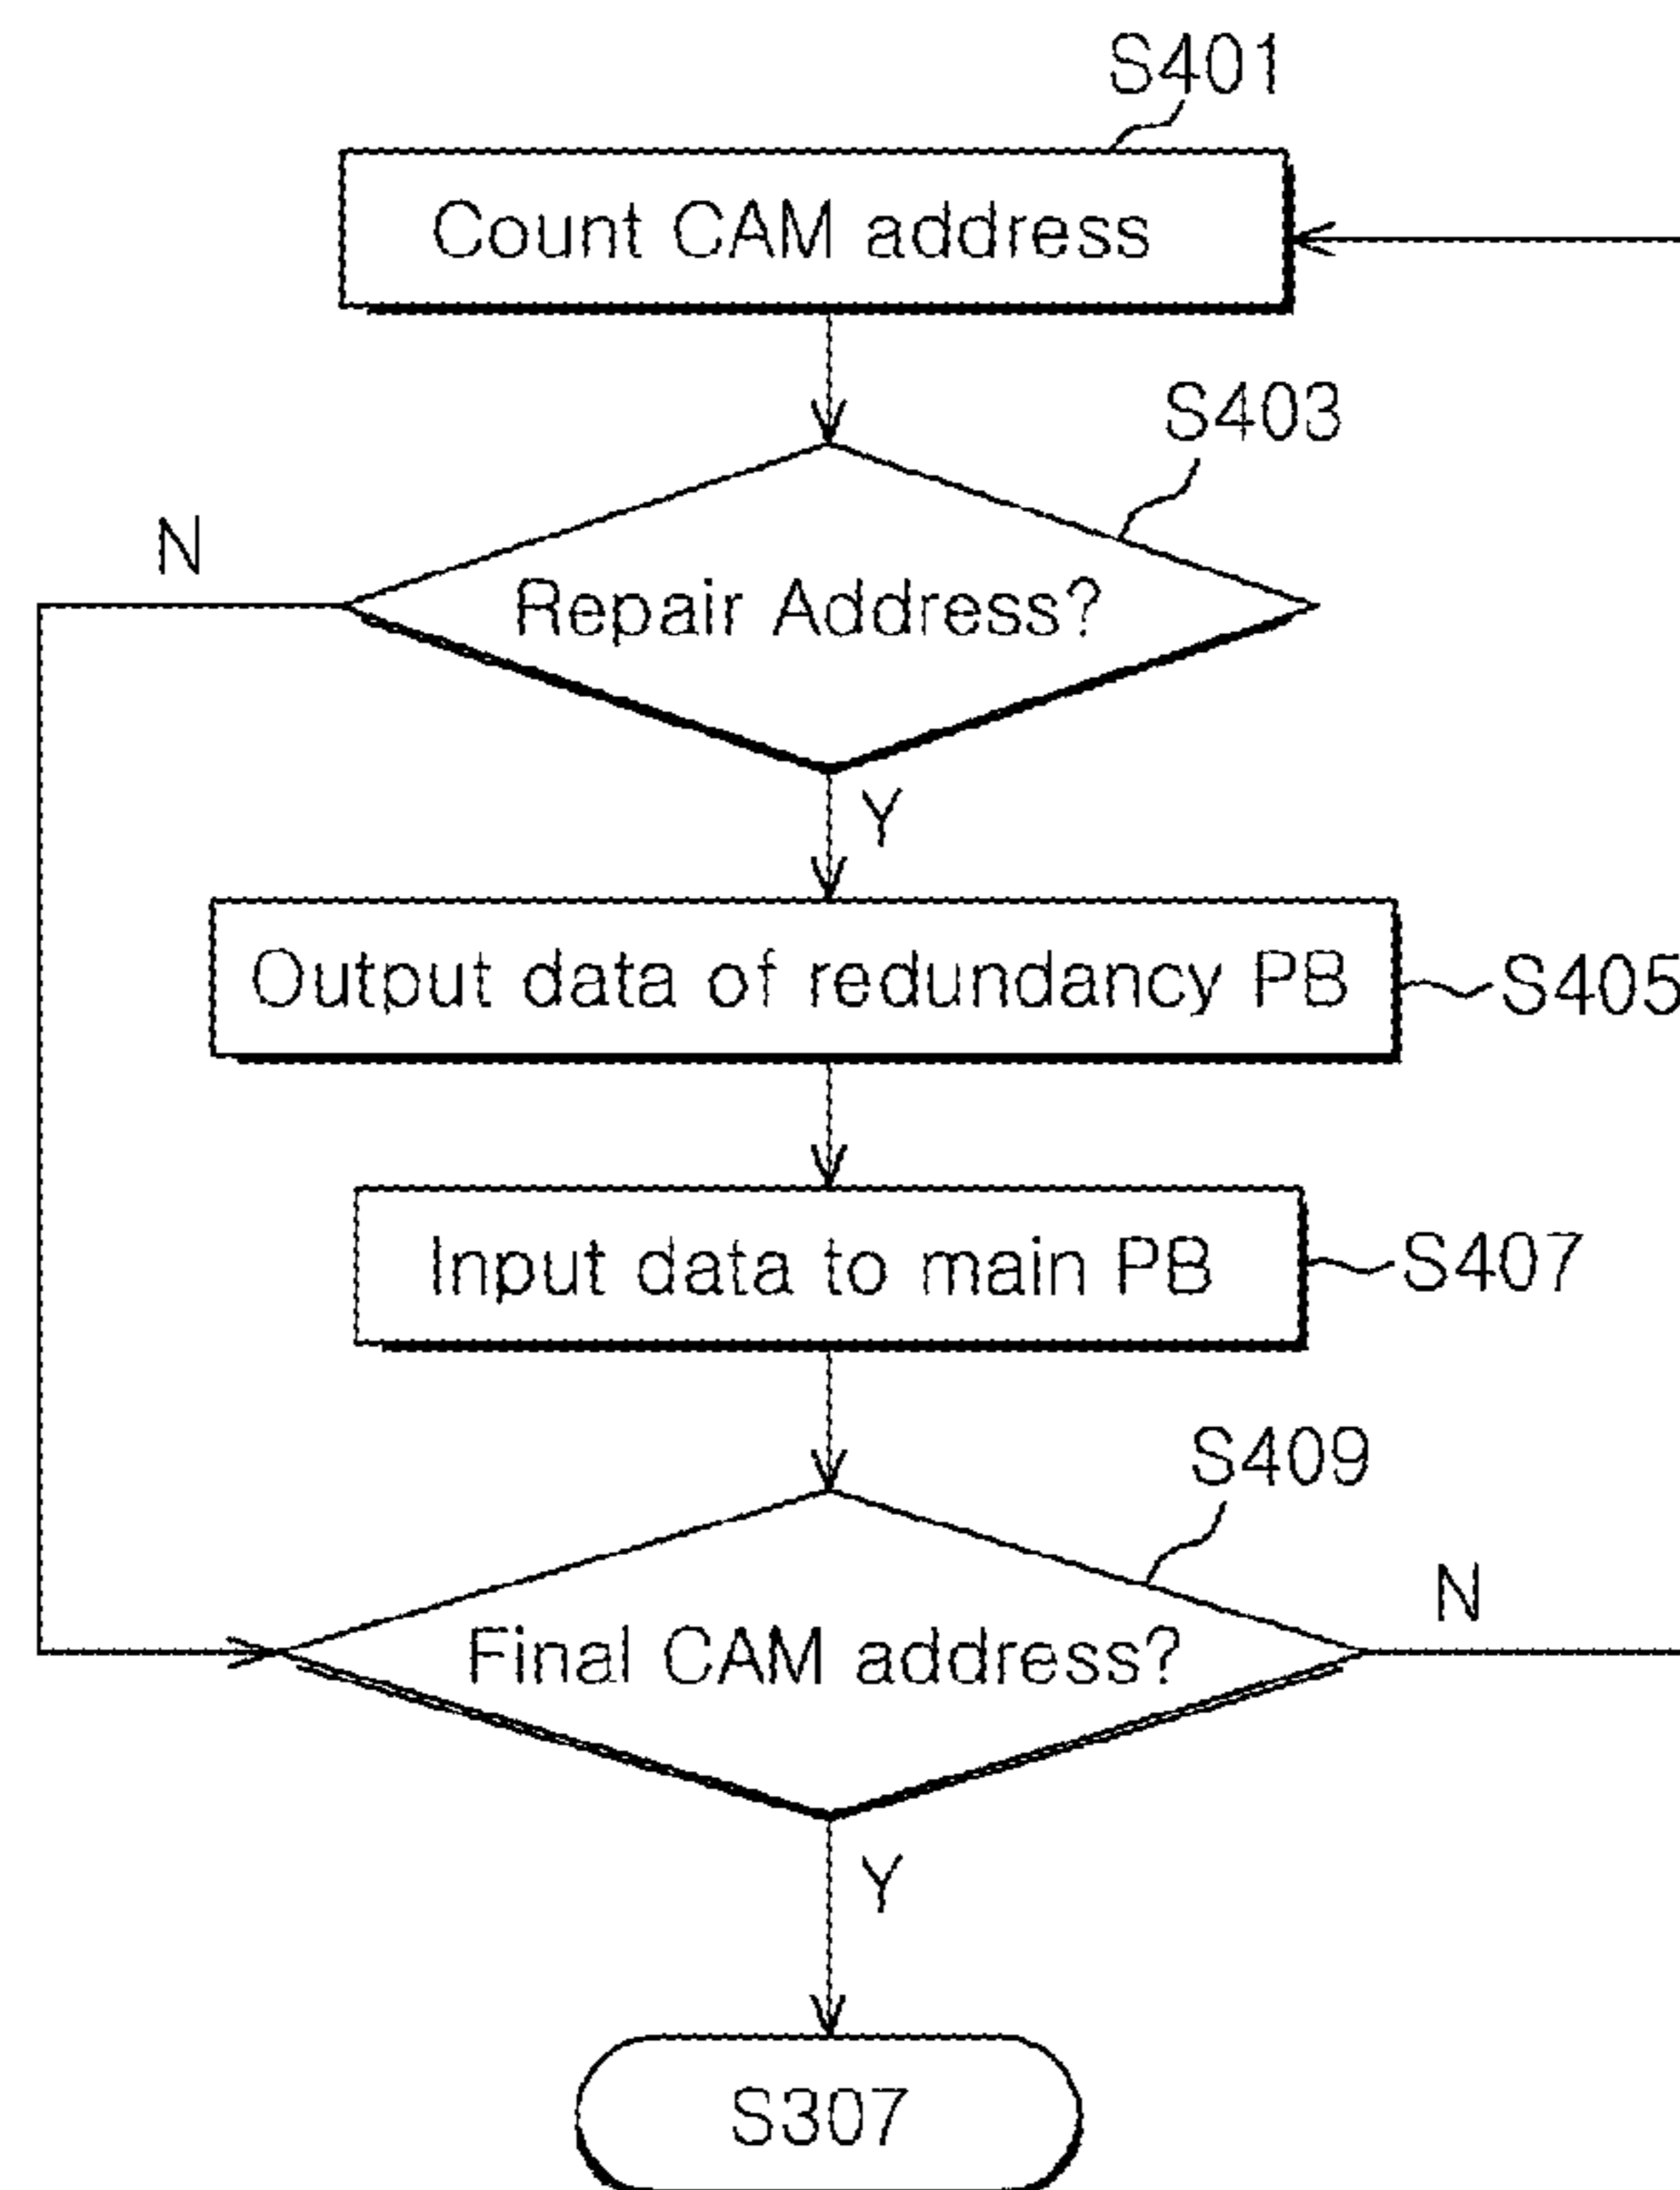 S401
Count CAM address
S403
N
Repair Address?
Y
Output data of redundancy PB
S405
Input data to main PB
S407
S409
N
Final CAM address?
Y
S307